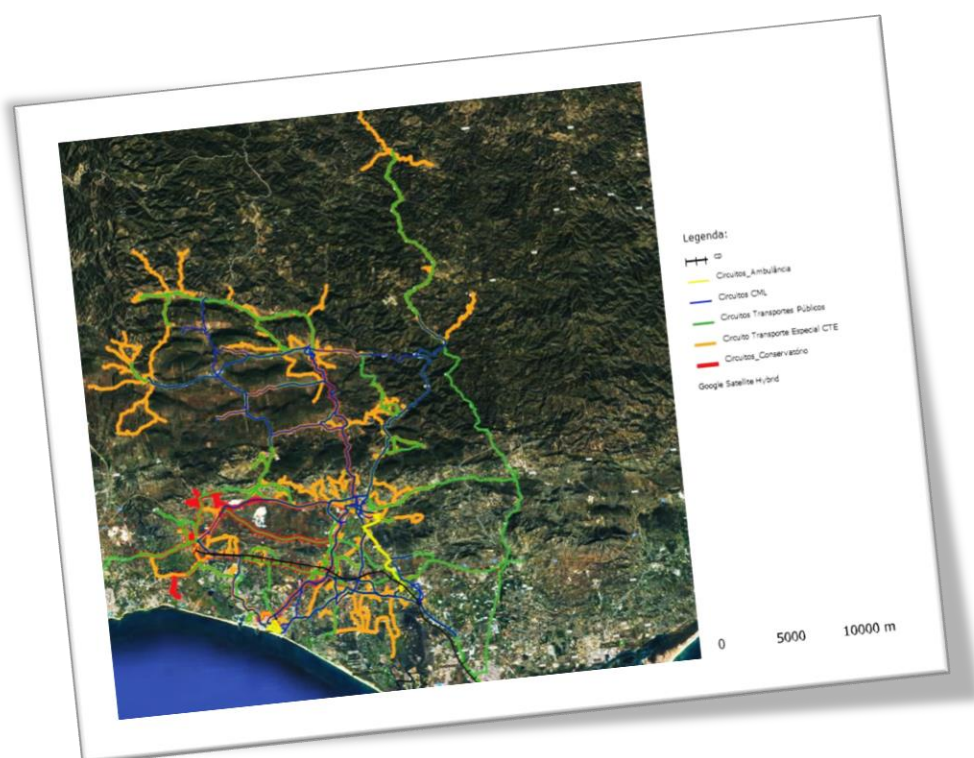 Legenda:
CP
Circuitos_Ambulância
Circuitos CML
Circuitos Transportes Públicos
Circuito Transporte Especial CTE
Circuitos_Conservatório
Google Satellite Hybrid
0 5000 10000 m